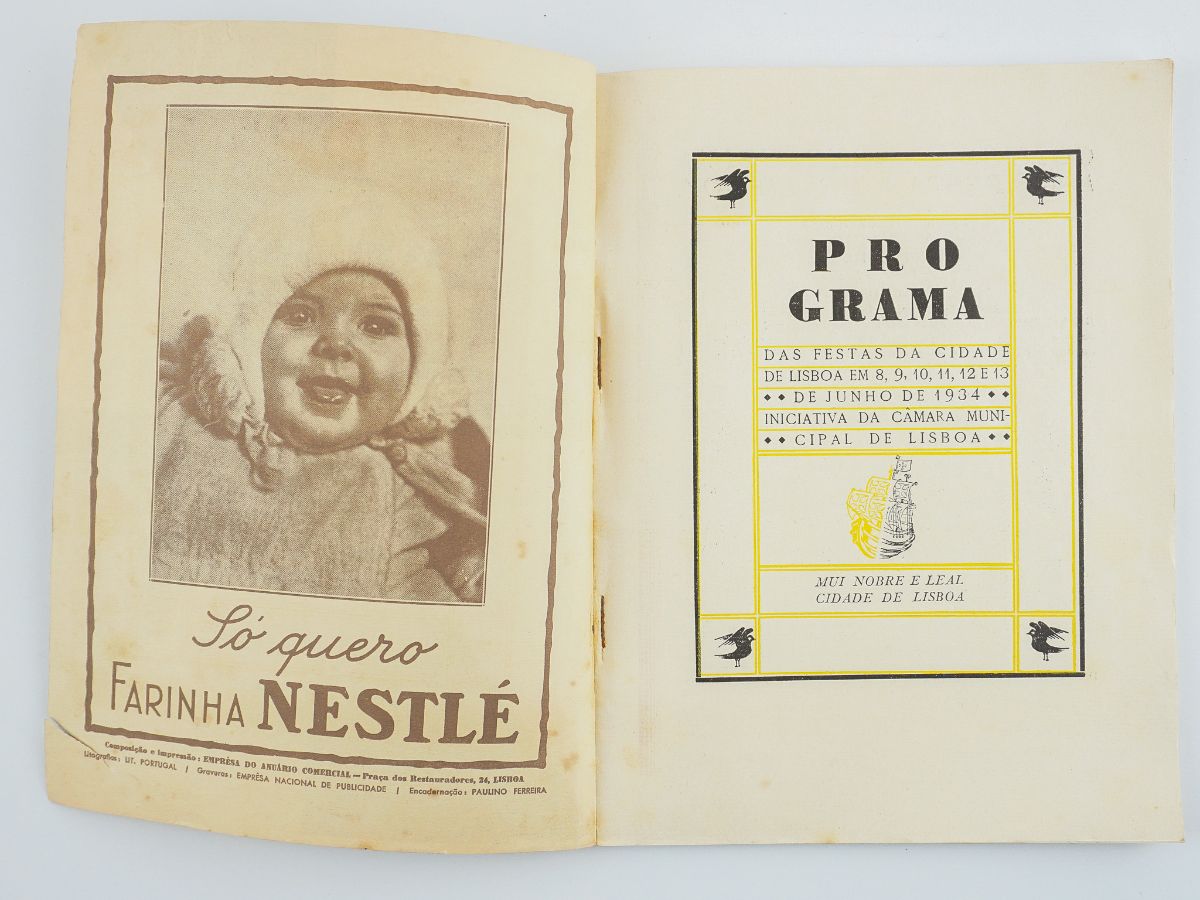 Só quero
FARINHA NESTLÉ
Composição e impressão: EMPRÊSA DO ANUÁRIO COMERCIAL — Praça dos Restauradores, 24, LISBOA
Litografias: LIT. PORTUGAL / Gravuras: EMPRÊSA NACIONAL DE PUBLICIDADE / Encadernação: PAULINO FERREIRA
PRO
GRAMA
DAS FESTAS DA CIDADE
DE LISBOA EM 8, 9, 10, 11, 12 E 13
DE JUNHO DE 1934
INICIATIVA DA CÂMARA MUNI-
CIPAL DE LISBOA
MUI NOBRE E LEAL
CIDADE DE LISBOA